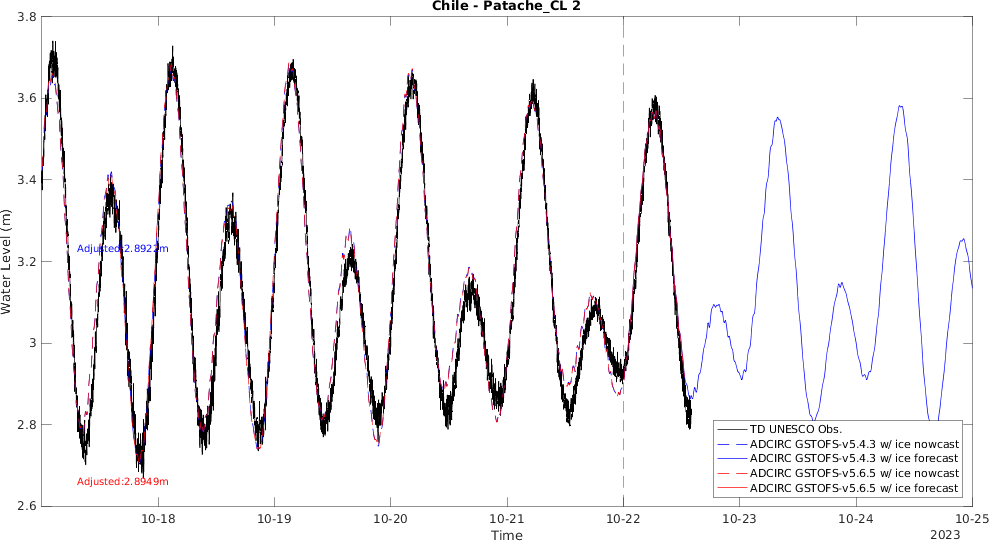 Chile - Patache_CL 2
3.8
3.6
3.4
3.2
3
2.8
2.6
Water Level (m)
Adjusted:2.8922m
Adjusted:2.8949m
TD UNESCO Obs.
ADCIRC GSTOFS-v5.4.3 w/ ice nowcast
ADCIRC GSTOFS-v5.4.3 w/ ice forecast
ADCIRC GSTOFS-v5.6.5 w/ ice nowcast
ADCIRC GSTOFS-v5.6.5 w/ ice forecast
10-18 10-19 10-20 10-21 10-22 10-23 10-24 10-25
Time
2023